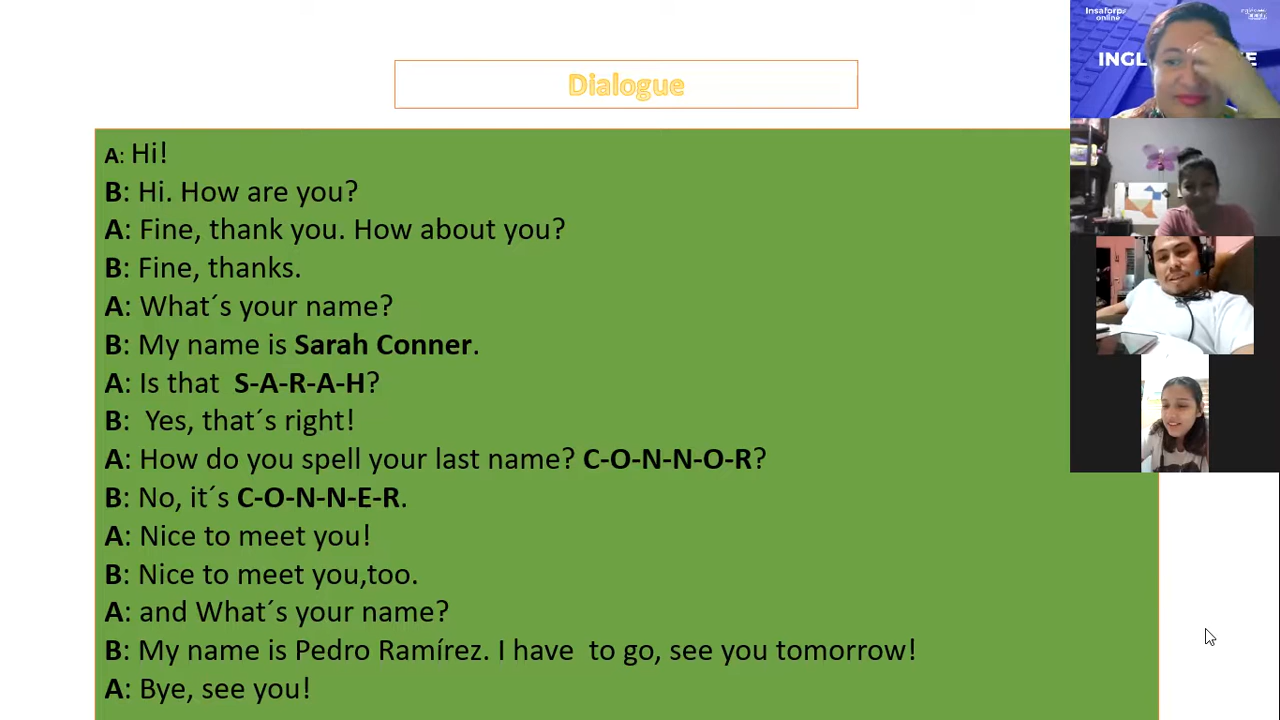 Insaforp
online
INGL
E
Dialogue
A: Hi!
B: Hi. How are you?
A: Fine, thank you. How about you?
B: Fine, thanks.
A: What´s your name?
B: My name is Sarah Conner.
A: Is that S-A-R-A-H?
B: Yes, that´s right!
A: How do you spell your last name? C-O-N-N-O-R?
B: No, it´s C-O-N-N-E-R.
A: Nice to meet you!
B: Nice to meet you,too.
A: and What´s your name?
B: My name is Pedro Ramírez. I have to go, see you tomorrow!
A: Bye, see you!